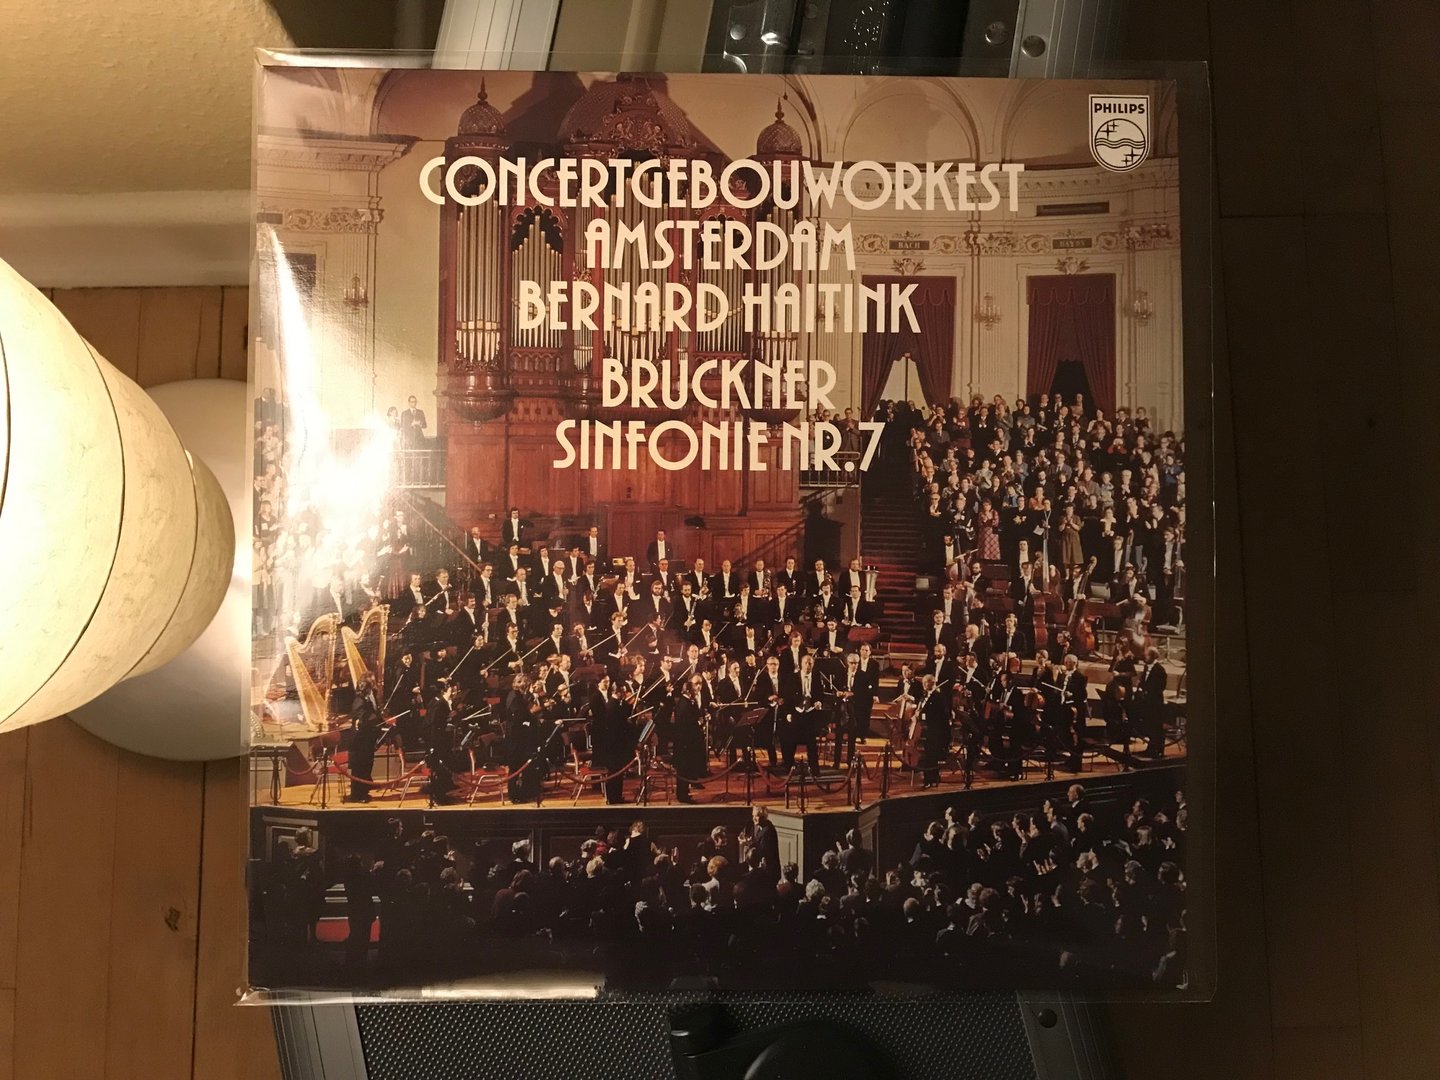 PHILIPS
CONCERTGEBOUWORKEST
AMSTERDAM
BERNARD HAITINK
BRUCKNER
SINFONIE NR.7
BACH
HAYDN